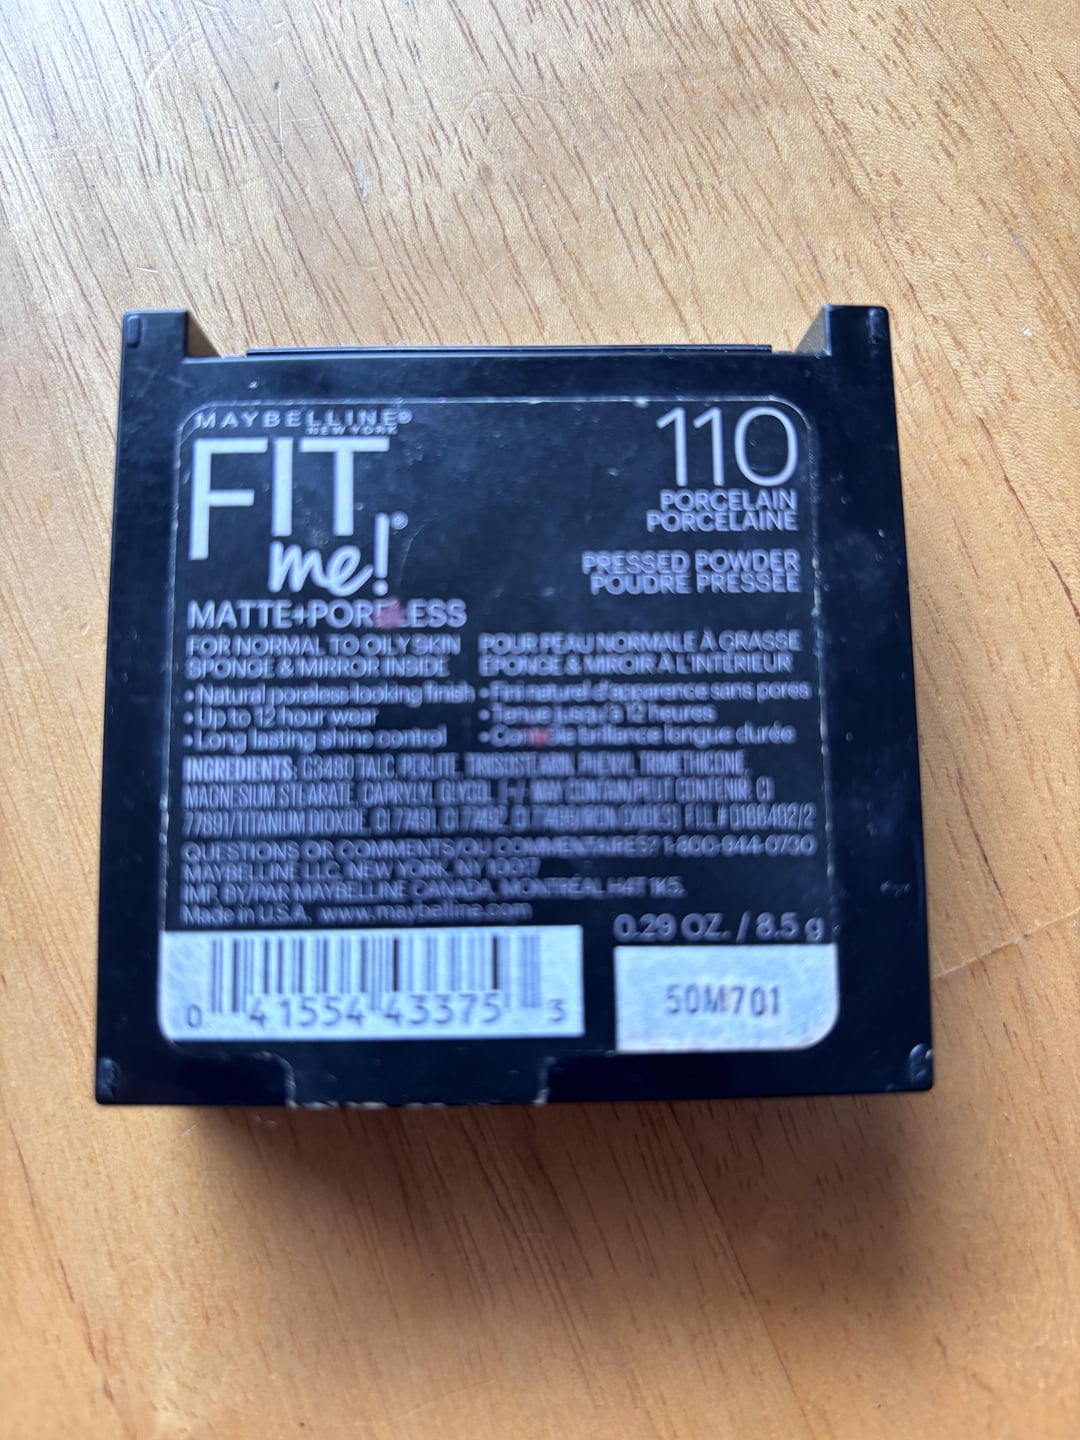 MAYBELLINE®
NEW YORK
FIT
me!®
MATTE+PORELESS
110
PORCELAIN
PORCELAINE
PRESSED POWDER
POUDRE PRESSÉE
FOR NORMAL TO OILY SKIN
SPONGE & MIRROR INSIDE
• Natural poreless-looking finish
• Up to 12 hour wear
• Long lasting shine control
POUR PEAU NORMALE À GRASSE
ÉPONGE & MIROIR À L'INTÉRIEUR
• Fini naturel d'apparence sans pores
• Tenue jusqu'à 12 heures
• Contrôle brillance longue durée
INGREDIENTS: G3480 TALC, PERLITE, TRIISOSTEARIN, PHENYL TRIMETHICONE,
MAGNESIUM STEARATE, CAPRYLYL GLYCOL, [+/- MAY CONTAIN/PEUT CONTENIR, CI
77891/TITANIUM DIOXIDE, CI 77491, CI 77492, CI 77499/IRON OXIDES] F.I.L. #
QUESTIONS OR COMMENTS/OU COMMENTAIRES? 1-800-944-0730
MAYBELLINE LLC, NEW YORK, NY 10017
IMP. BY/PAR MAYBELLINE CANADA, MONTRÉAL H4T 1K5.
Made in U.S.A. www.maybelline.com
0.29 OZ. / 8.5 g
0 41554 43375 3
50M701